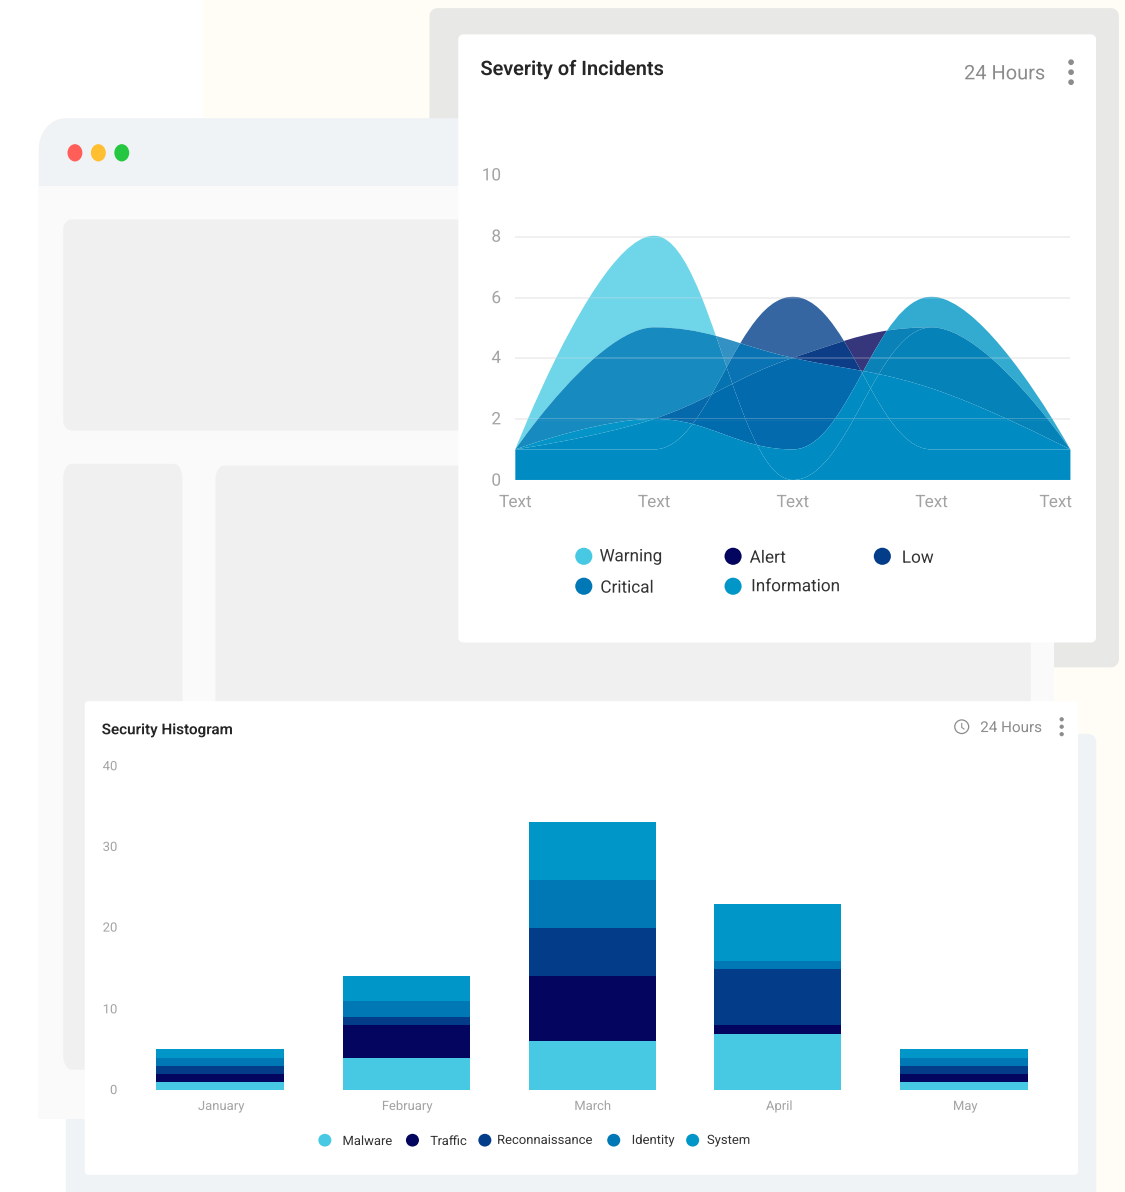 Severity of Incidents
24 Hours
10
8
6
4
2
0
Text Text Text Text Text
Warning Alert Low
Critical Information
Security Histogram
24 Hours
40
30
20
10
0
January February March April May
Malware Traffic Reconnaissance Identity System